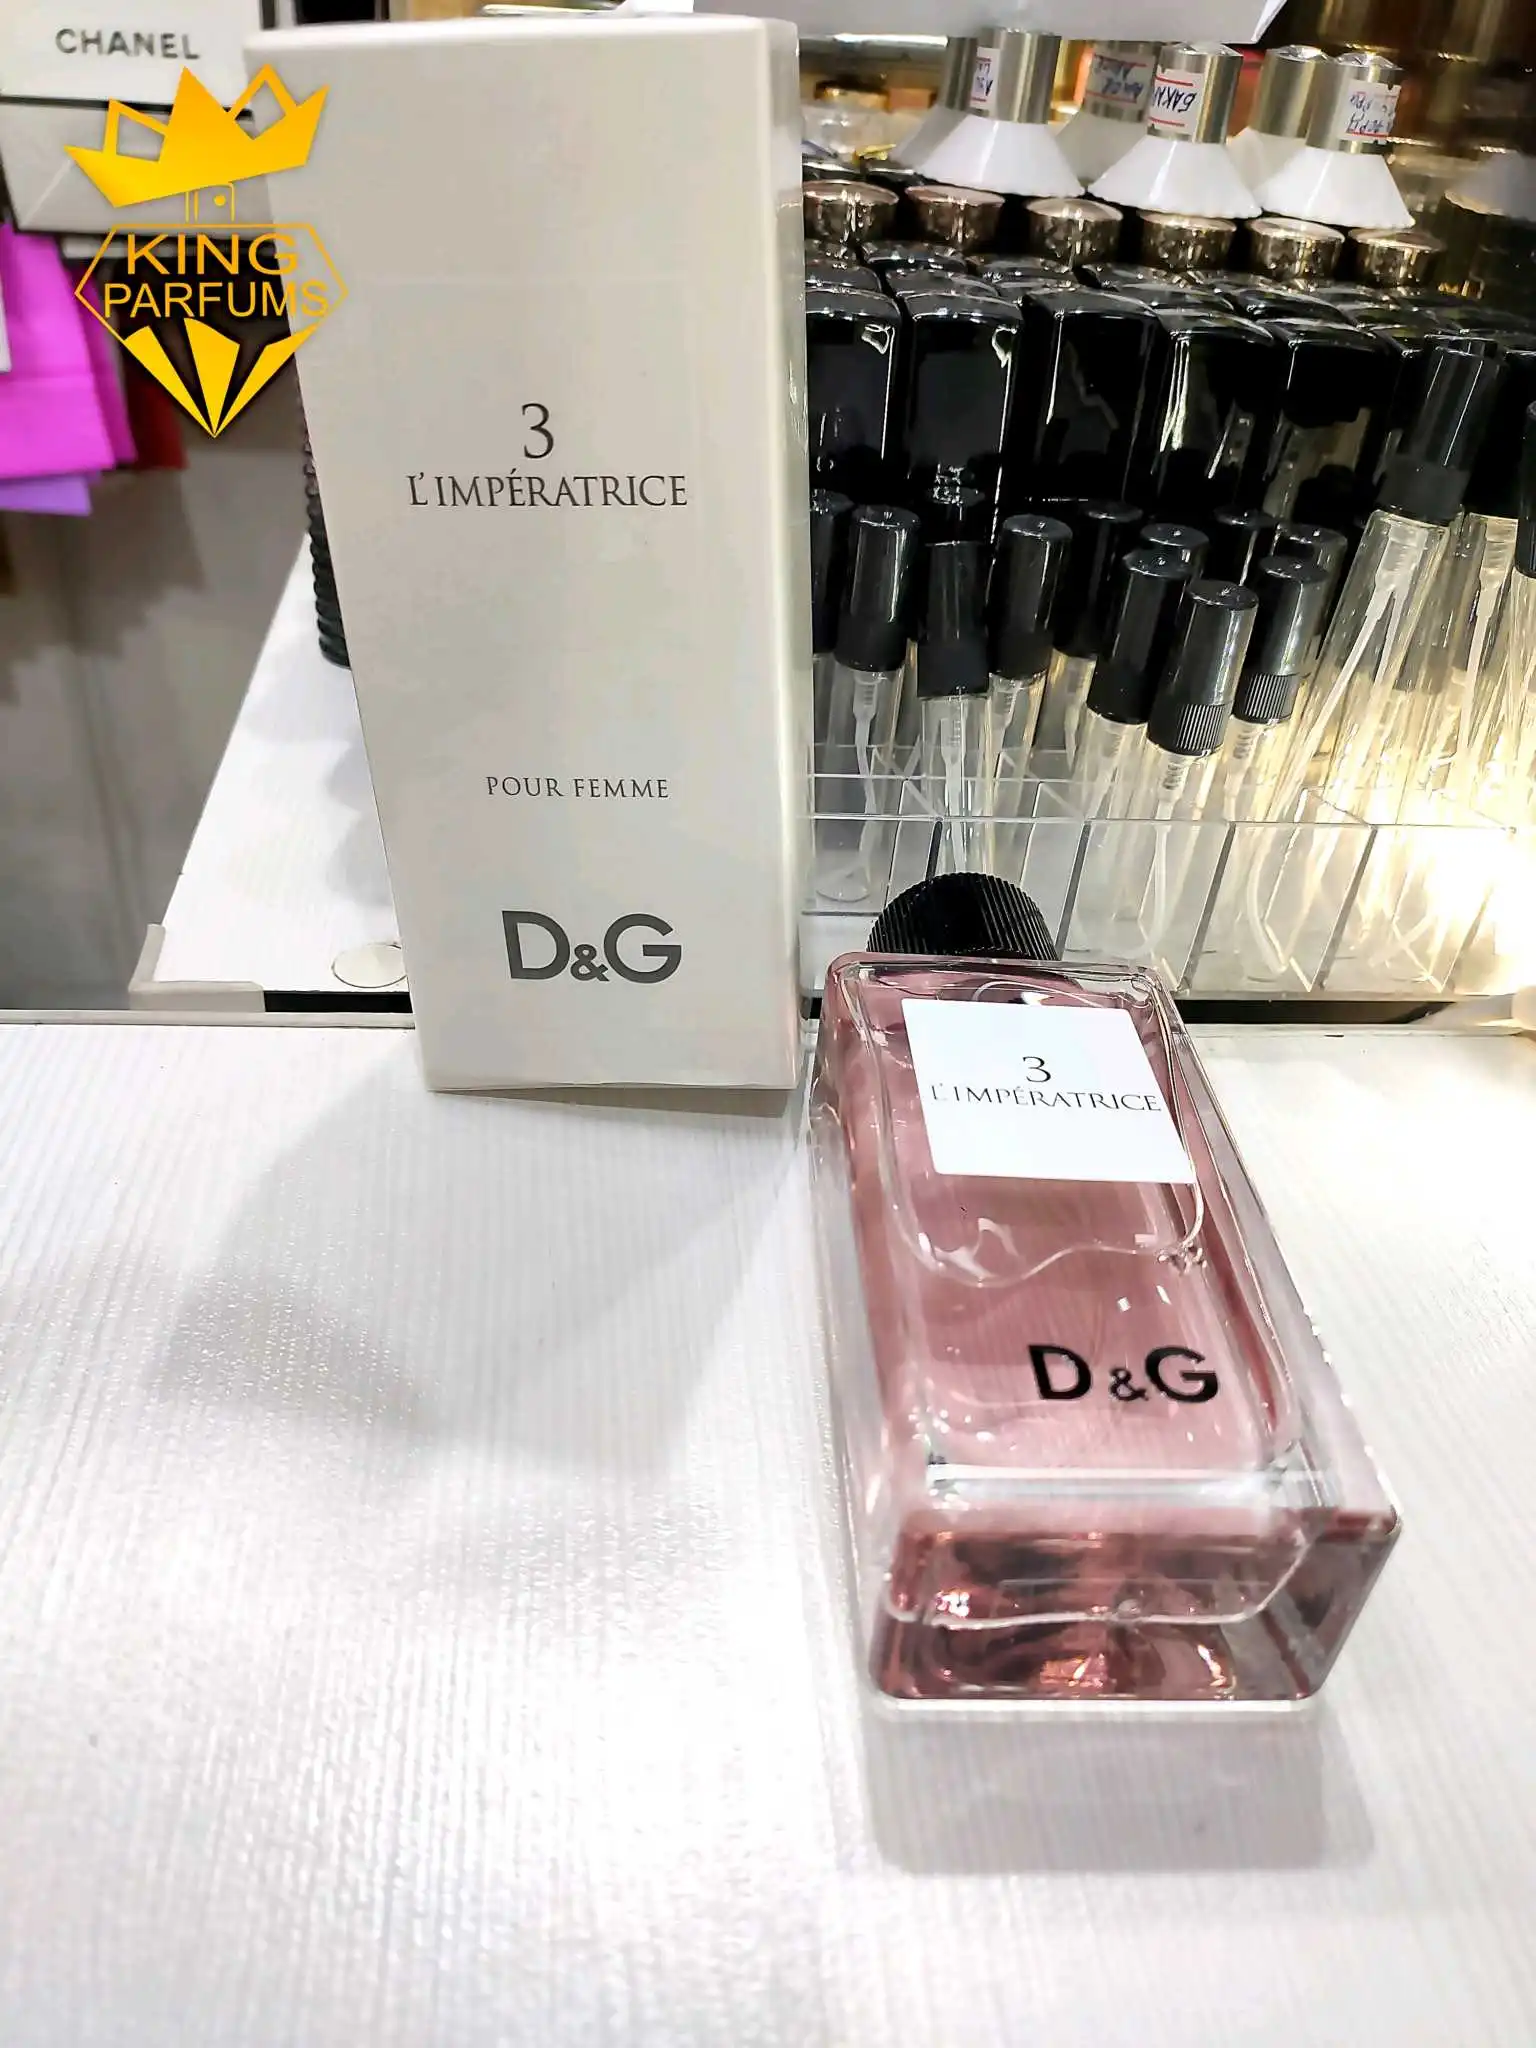 CHANEL
KING
PARFUMS
3
L'IMPÉRATRICE
POUR FEMME
D&G
3
L'IMPÉRATRICE
D&G